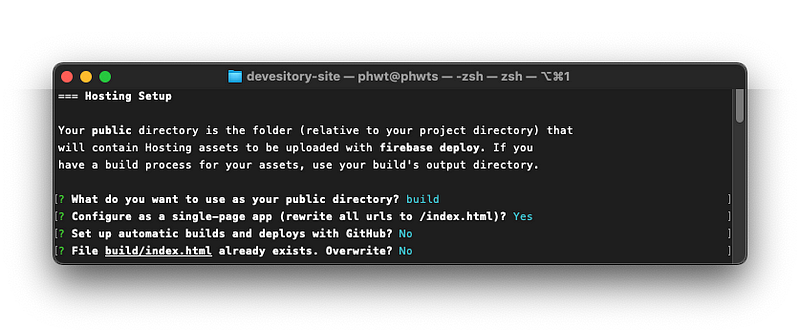 devesitory-site — phwt@phwts — -zsh — zsh — ⌥⌘1
=== Hosting Setup
Your public directory is the folder (relative to your project directory) that
will contain Hosting assets to be uploaded with firebase deploy. If you
have a build process for your assets, use your build's output directory.
[? What do you want to use as your public directory? build ]
[? Configure as a single-page app (rewrite all urls to /index.html)? Yes ]
[? Set up automatic builds and deploys with GitHub? No ]
[? File build/index.html already exists. Overwrite? No ]